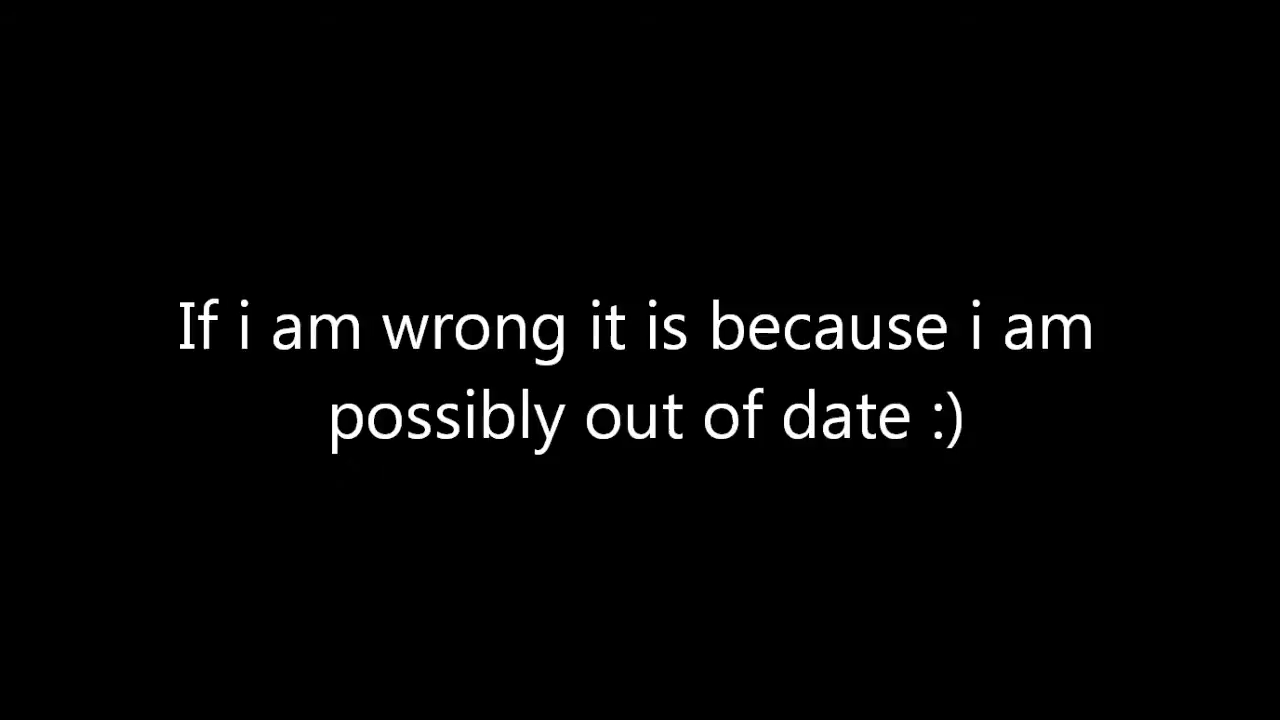 If i am wrong it is because i am
possibly out of date :)